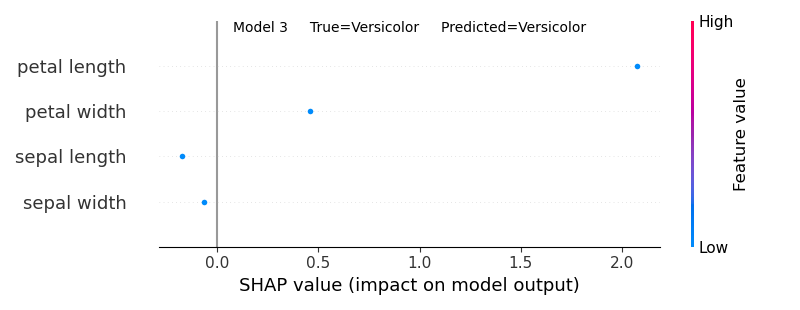 Model 3 True=Versicolor Predicted=Versicolor
High
petal length
petal width
sepal length
sepal width
Feature value
Low
0.0 0.5 1.0 1.5 2.0
SHAP value (impact on model output)